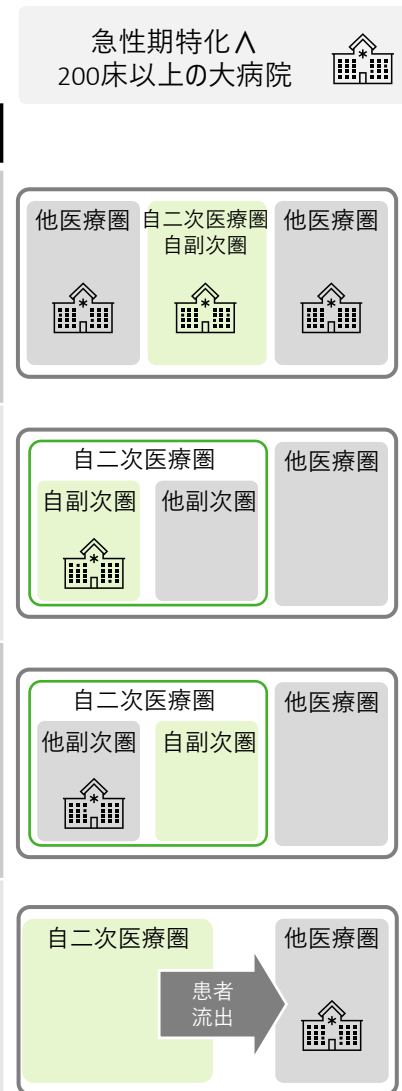 急性期特化∧
200床以上の大病院
他医療圏
自二次医療圏
自副次圏
他医療圏
自二次医療圏
他医療圏
自副次圏
他副次圏
自二次医療圏
他医療圏
他副次圏
自副次圏
自二次医療圏
他医療圏
患者
流出